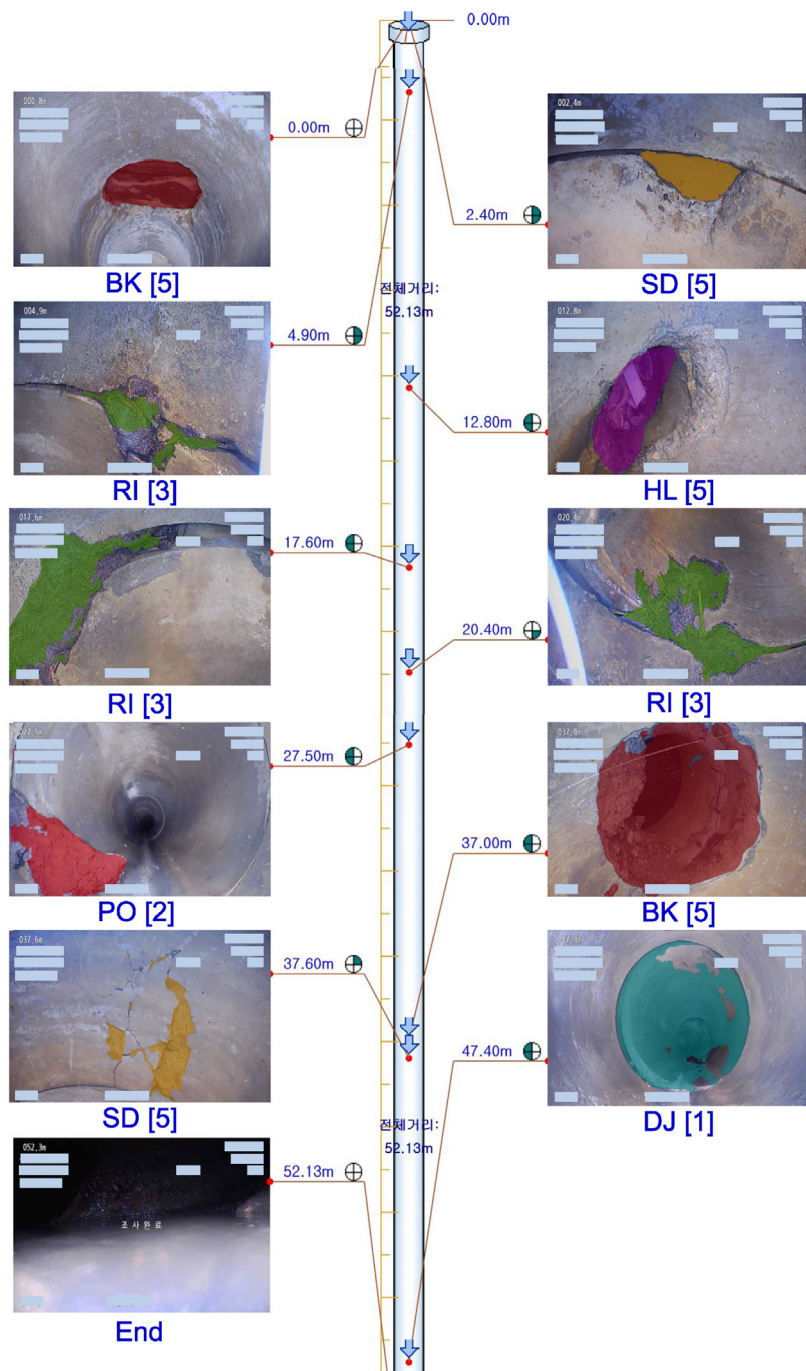 0.00m
000.8m
0.00m
BK [5]
002.4m
2.40m
SD [5]
전체거리:
52.13m
004.9m
4.90m
RI [3]
012.8m
12.80m
HL [5]
017.6m
17.60m
RI [3]
020.4m
20.40m
RI [3]
27.50m
PO [2]
037.0m
37.00m
BK [5]
037.6m
37.60m
SD [5]
47.40m
DJ [1]
전체거리:
52.13m
052.3m
52.13m
조사완료
End